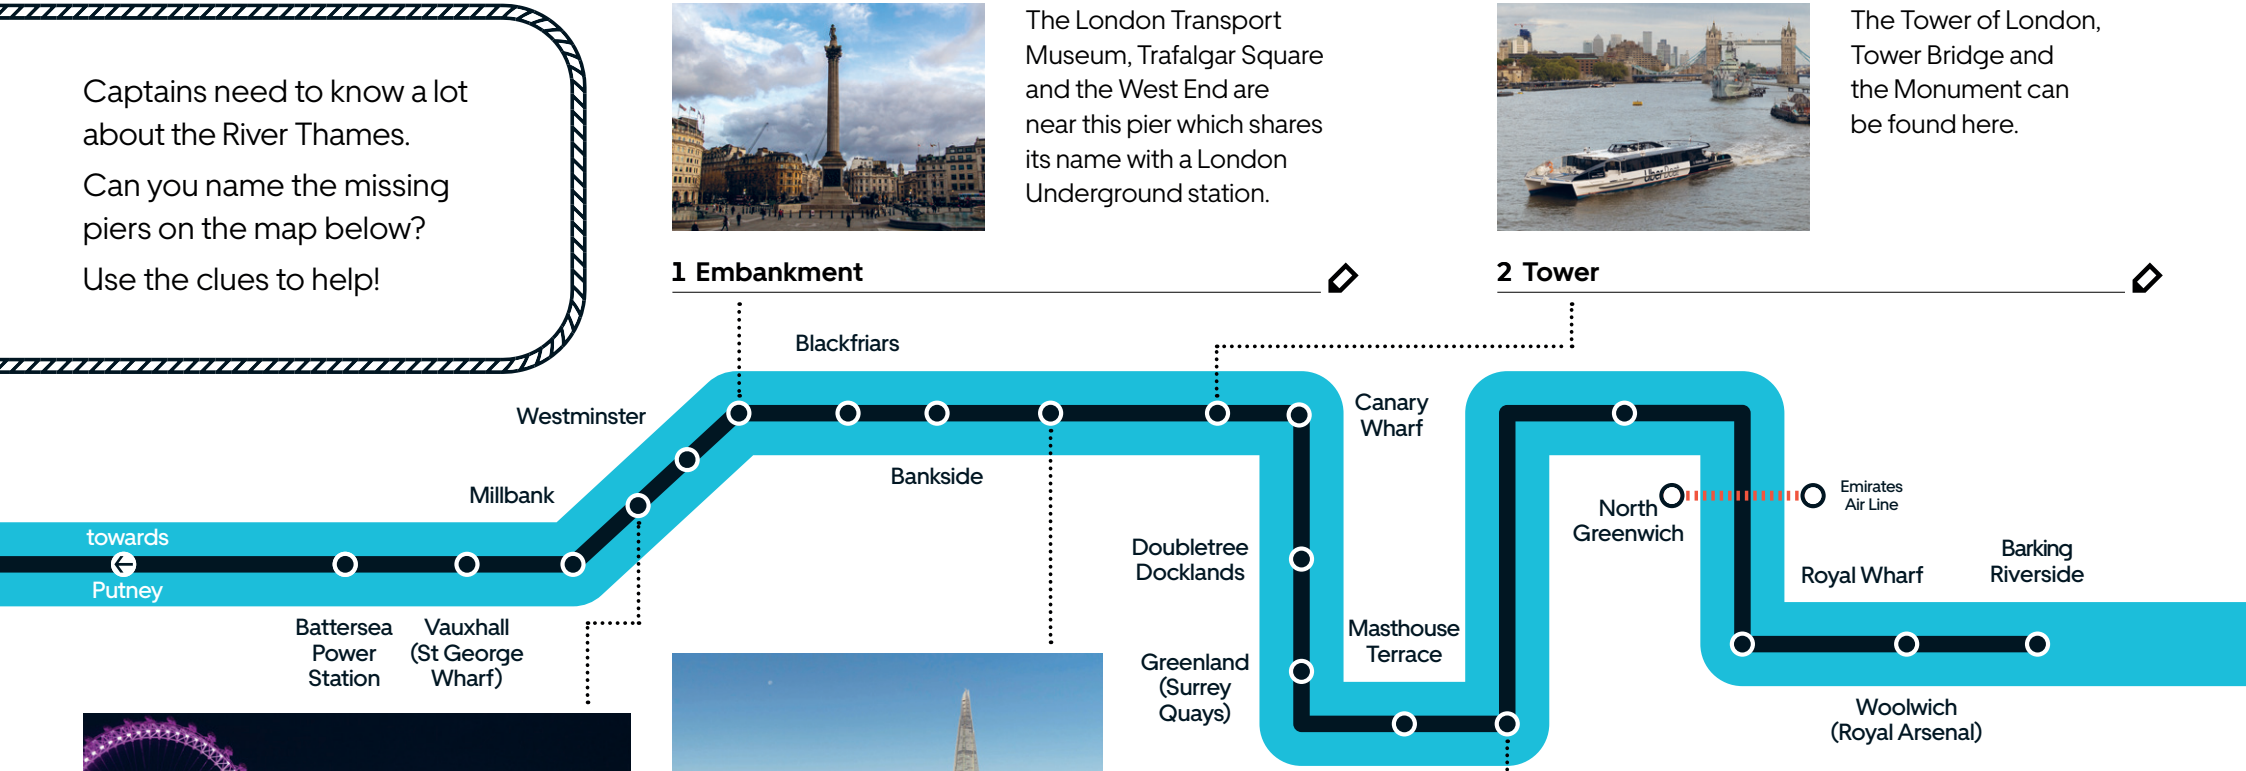 Captains need to know a lot
about the River Thames.
Can you name the missing
piers on the map below?
Use the clues to help!
The London Transport
Museum, Trafalgar Square
and the West End are
near this pier which shares
its name with a London
Underground station.
1 Embankment
Uber Boat
The Tower of London,
Tower Bridge and
the Monument can
be found here.
2 Tower
Blackfriars
Westminster
Canary
Wharf
Bankside
Millbank
Emirates
Air Line
North
Greenwich
towards
Putney
Doubletree
Docklands
Barking
Riverside
Royal Wharf
Battersea
Power
Station
Vauxhall
(St George
Wharf)
Masthouse
Terrace
Greenland
(Surrey
Quays)
Woolwich
(Royal Arsenal)